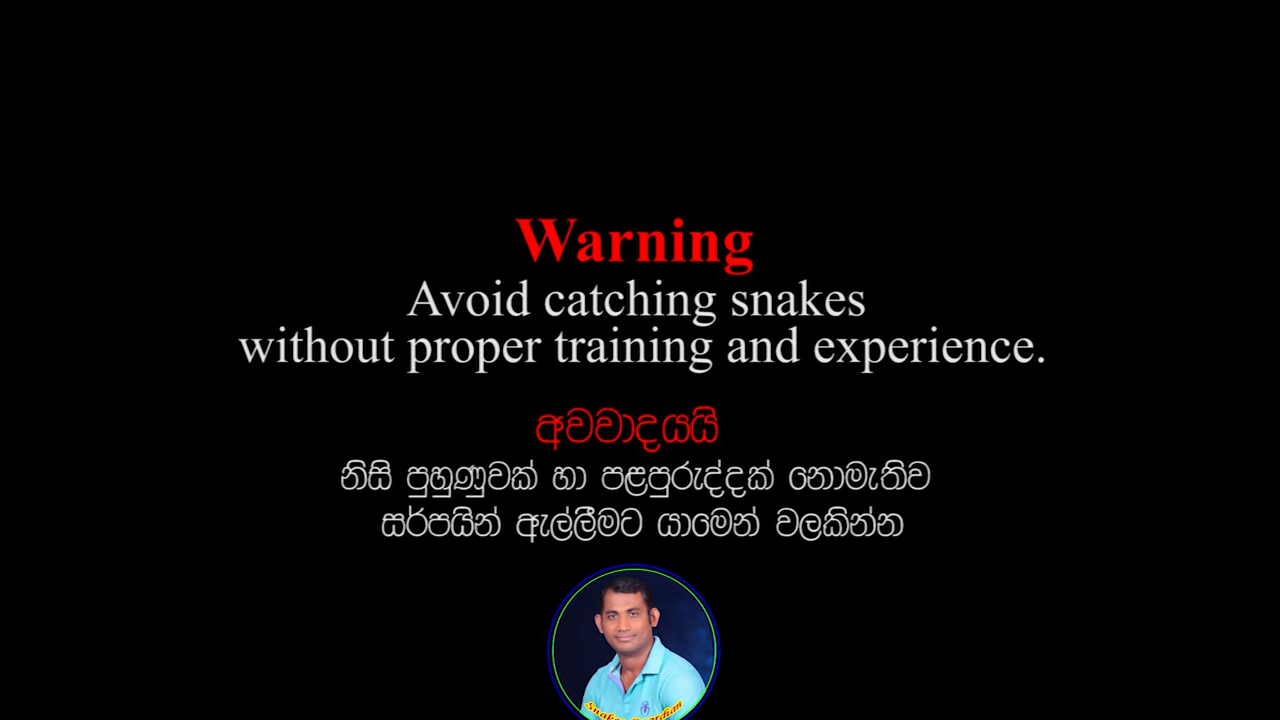 Warning
Avoid catching snakes
without proper training and experience.
අවවාදයයි
නිසි පුහුණුවක් හා පළපුරුද්දක් නොමැතිව
සර්පයින් ඇල්ලීමට යාමෙන් වලකින්න